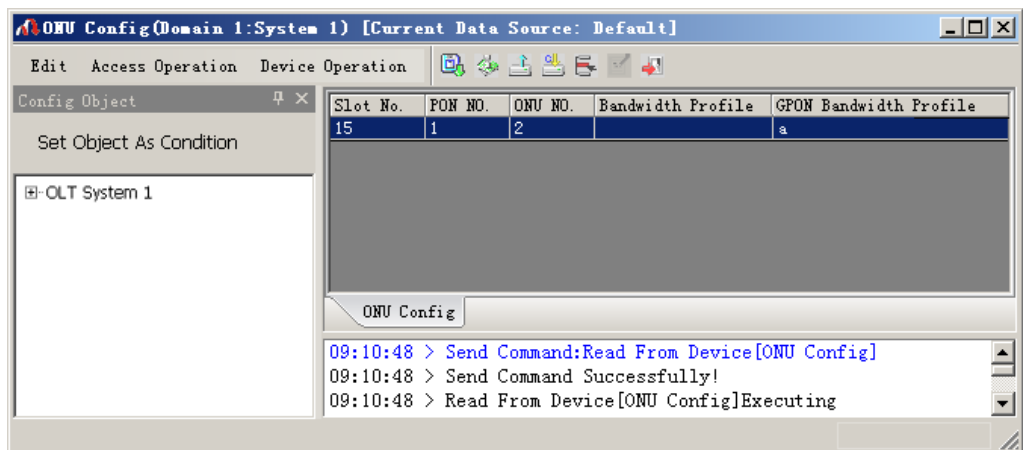 ONU Config(Domain 1:System 1) [Current Data Source: Default]
Edit Access Operation Device Operation
Config Object
Set Object As Condition
OLT System 1
Slot No. PON NO. ONU NO. Bandwidth Profile GPON Bandwidth Profile
15 1 2 a
ONU Config
09:10:48 > Send Command:Read From Device[ONU Config]
09:10:48 > Send Command Successfully!
09:10:48 > Read From Device[ONU Config]Executing